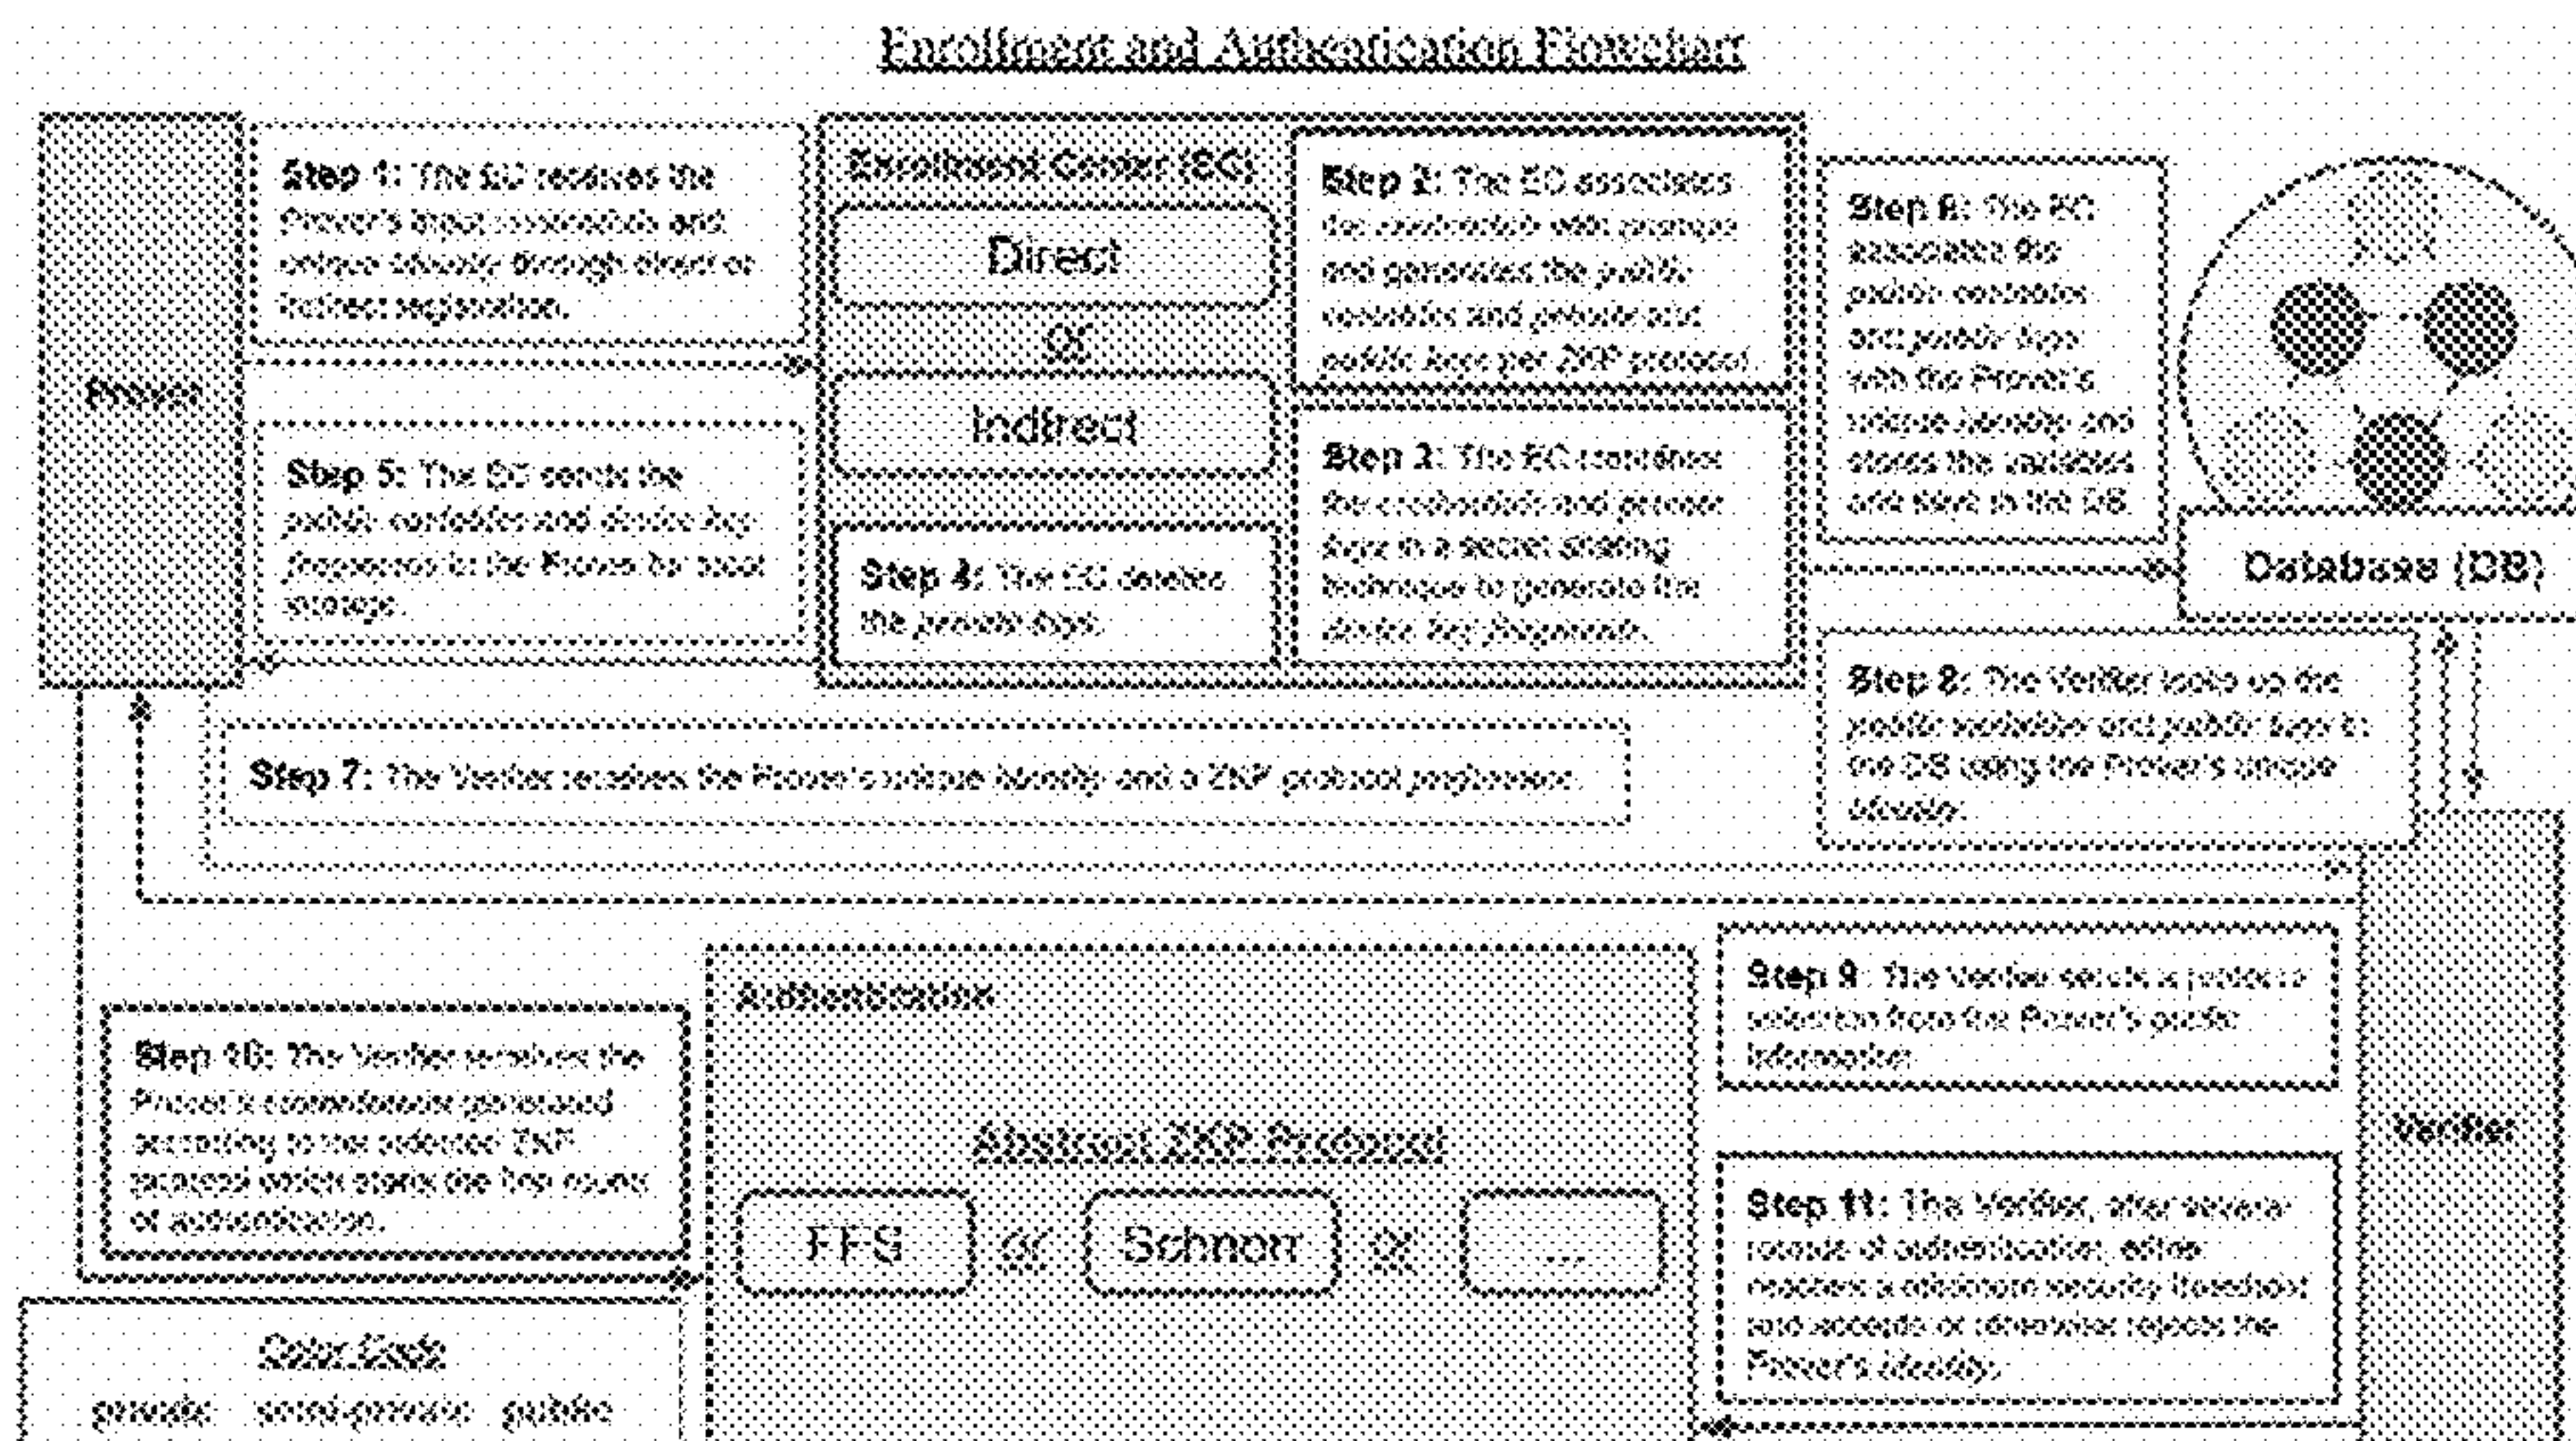 Enrollment and Authentication Flowchart
Prover
Step 1: The EC receives the
Prover's input information and
unique identity through direct or
indirect registration.
Step 5: The EC sends the
public variables and device key
fragments to the Prover for
storage.
Enrollment Center (EC)
Direct
or
Indirect
Step 4: The EC deletes
the private keys.
Step 2: The EC associates
the credentials with
and generates the public
variables and private and
public keys per ZKP protocol.
Step 3: The EC combines
the credentials and private
keys in a secret sharing
technique to generate the
device key fragments.
Step 6: The EC
associates the
public variables
and public keys
with the Prover's
unique identity and
stores the variables
and keys in the DB.
Database (DB)
Step 8: The Verifier looks up the
public variables and public keys in
the DB using the Prover's unique
identity.
Step 7: The Verifier receives the Prover's unique identity and a ZKP protocol preference.
Step 9: The Verifier sends a protocol
selection from the Prover's public
information.
Verifier
Step 10: The Verifier receives the
Prover's commitment generated
according to the selected ZKP
protocol which starts the first round
of authentication.
Authentication
Abstract ZKP Protocol
FFS or Schnorr or ...
Step 11: The Verifier, after several
rounds of authentication, either
reaches a minimum security threshold
and accepts or otherwise rejects the
Prover's identity.
Color Code
private semi-private public